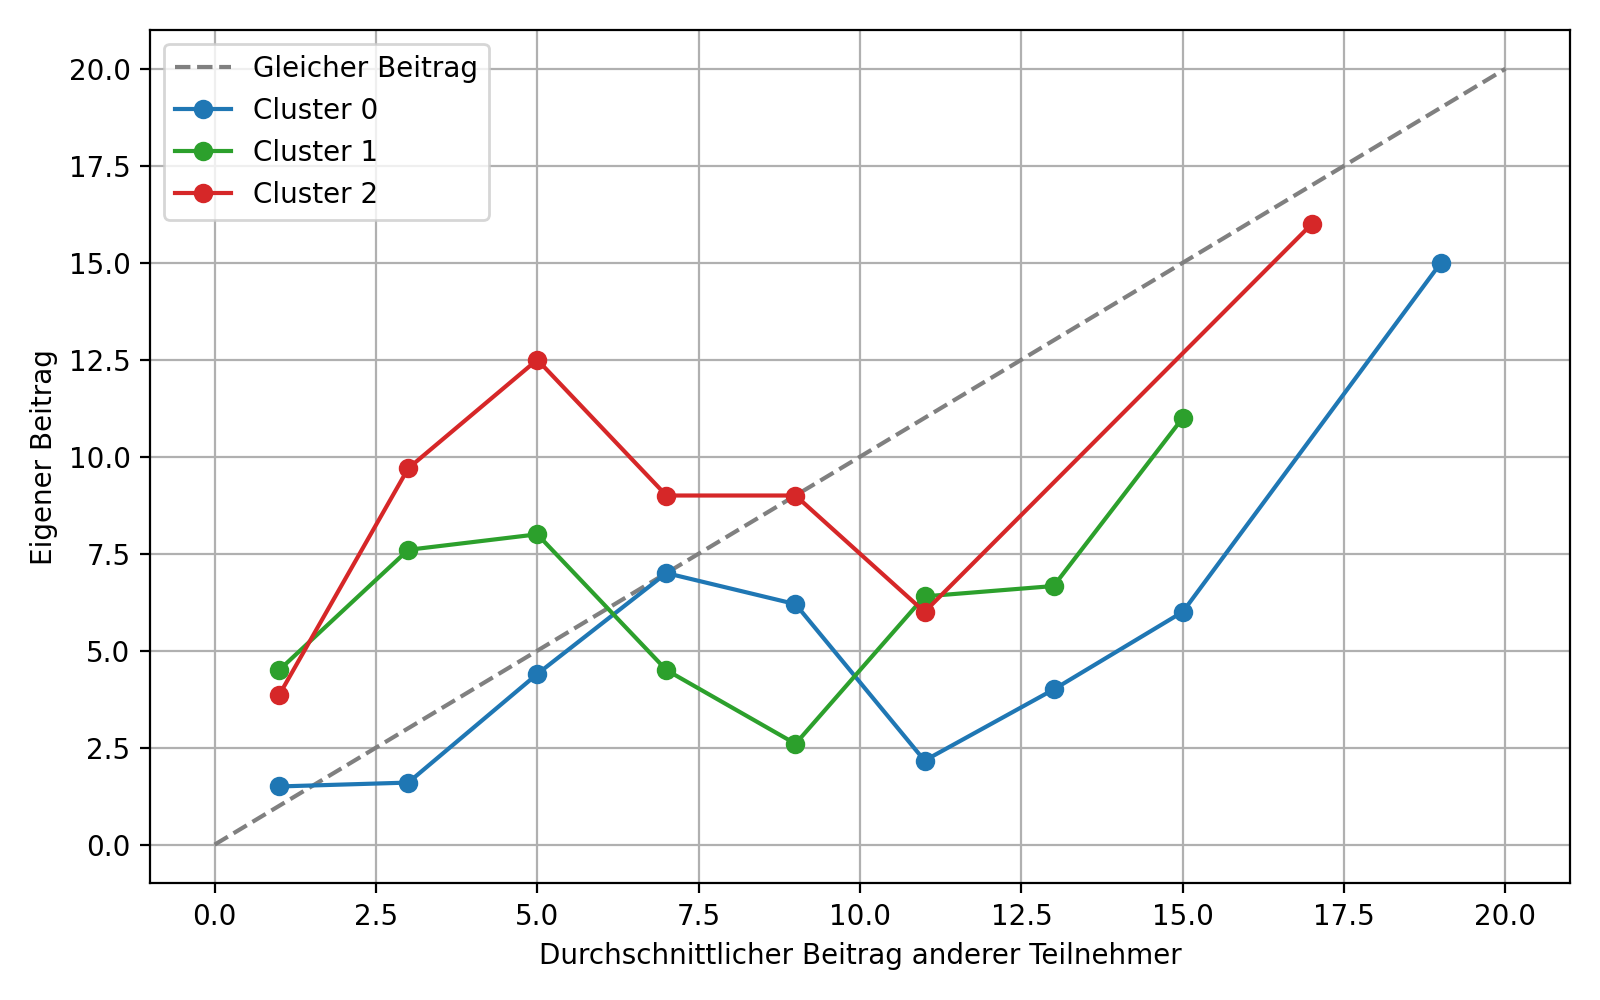 Gleicher Beitrag
Cluster 0
Cluster 1
Cluster 2
20.0
17.5
15.0
12.5
10.0
7.5
5.0
2.5
0.0
Eigener Beitrag
0.0 2.5 5.0 7.5 10.0 12.5 15.0 17.5 20.0
Durchschnittlicher Beitrag anderer Teilnehmer